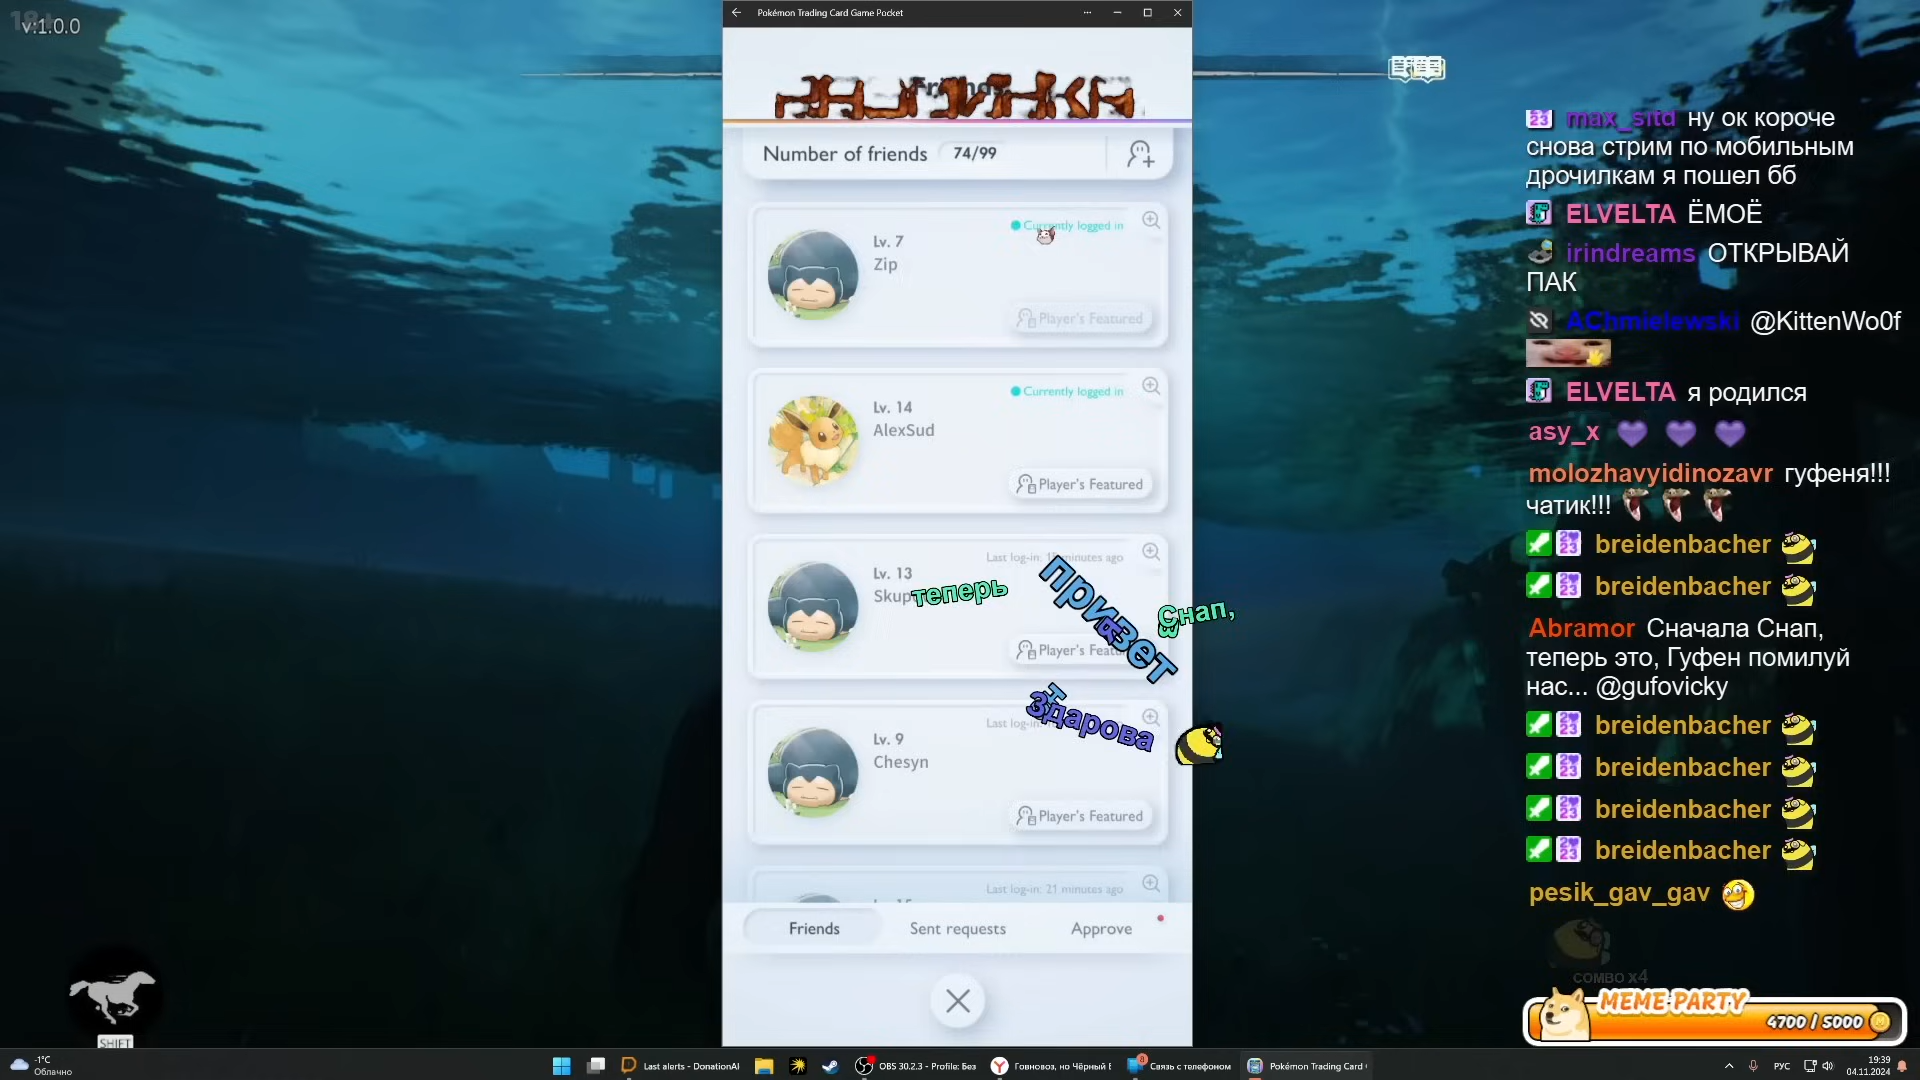 v:1.0.0
Pokémon Trading Card Game Pocket
Number of friends 74/99
Currently logged in
Lv. 7
Zip
Player's Featured
Currently logged in
Lv. 14
AlexSud
Player's Featured
Lv. 13
теперь
привет
Снап,
Здарова
Lv. 9
Chesyn
Player's Featured
Last log-in: 21 minutes ago
Friends
Sent requests
Approve
max_sitd ну ок короче
снова стрим по мобильным
дрочилкам я пошел бб
ELVELTA ЁМОЁ
irindreams ОТКРЫВАЙ
ПАК
AChmielewski @KittenWo0f
ELVELTA я родился
asy_x
molozhavyidinozavr гуфеня!!!
чатик!!!
breidenbacher
breidenbacher
Abramor Сначала Снап,
теперь это, Гуфен помилуй
нас... @gufovicky
breidenbacher
breidenbacher
breidenbacher
breidenbacher
pesik_gav_gav
COMBO x4
MEME PARTY
4700 / 5000
SHIFT
-1°C
Облачно
Last alerts - DonationAl
OBS 30.2.3 - Profile: Без
Говновоз, но Чёрный
Связь с телефоном
Pokémon Trading Card
РУС
19:39
04.11.2024